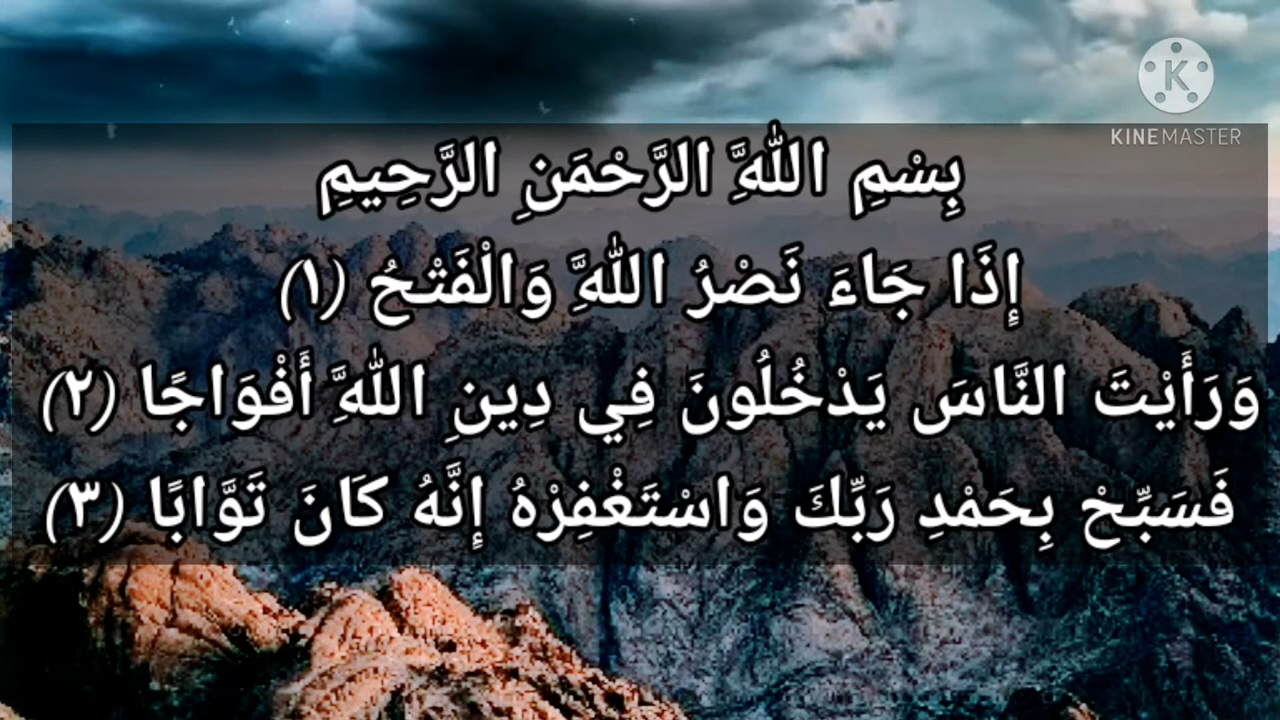 KINEMASTER
بِسْمِ اللَّهِ الرَّحْمَنِ الرَّحِيمِ
إِذَا جَاءَ نَصْرُ اللَّهِ وَالْفَتْحُ (١)
وَرَأَيْتَ النَّاسَ يَدْخُلُونَ فِي دِينِ اللَّهِ أَفْوَاجًا (٢)
فَسَبِّحْ بِحَمْدِ رَبِّكَ وَاسْتَغْفِرْهُ إِنَّهُ كَانَ تَوَّابًا (٣)